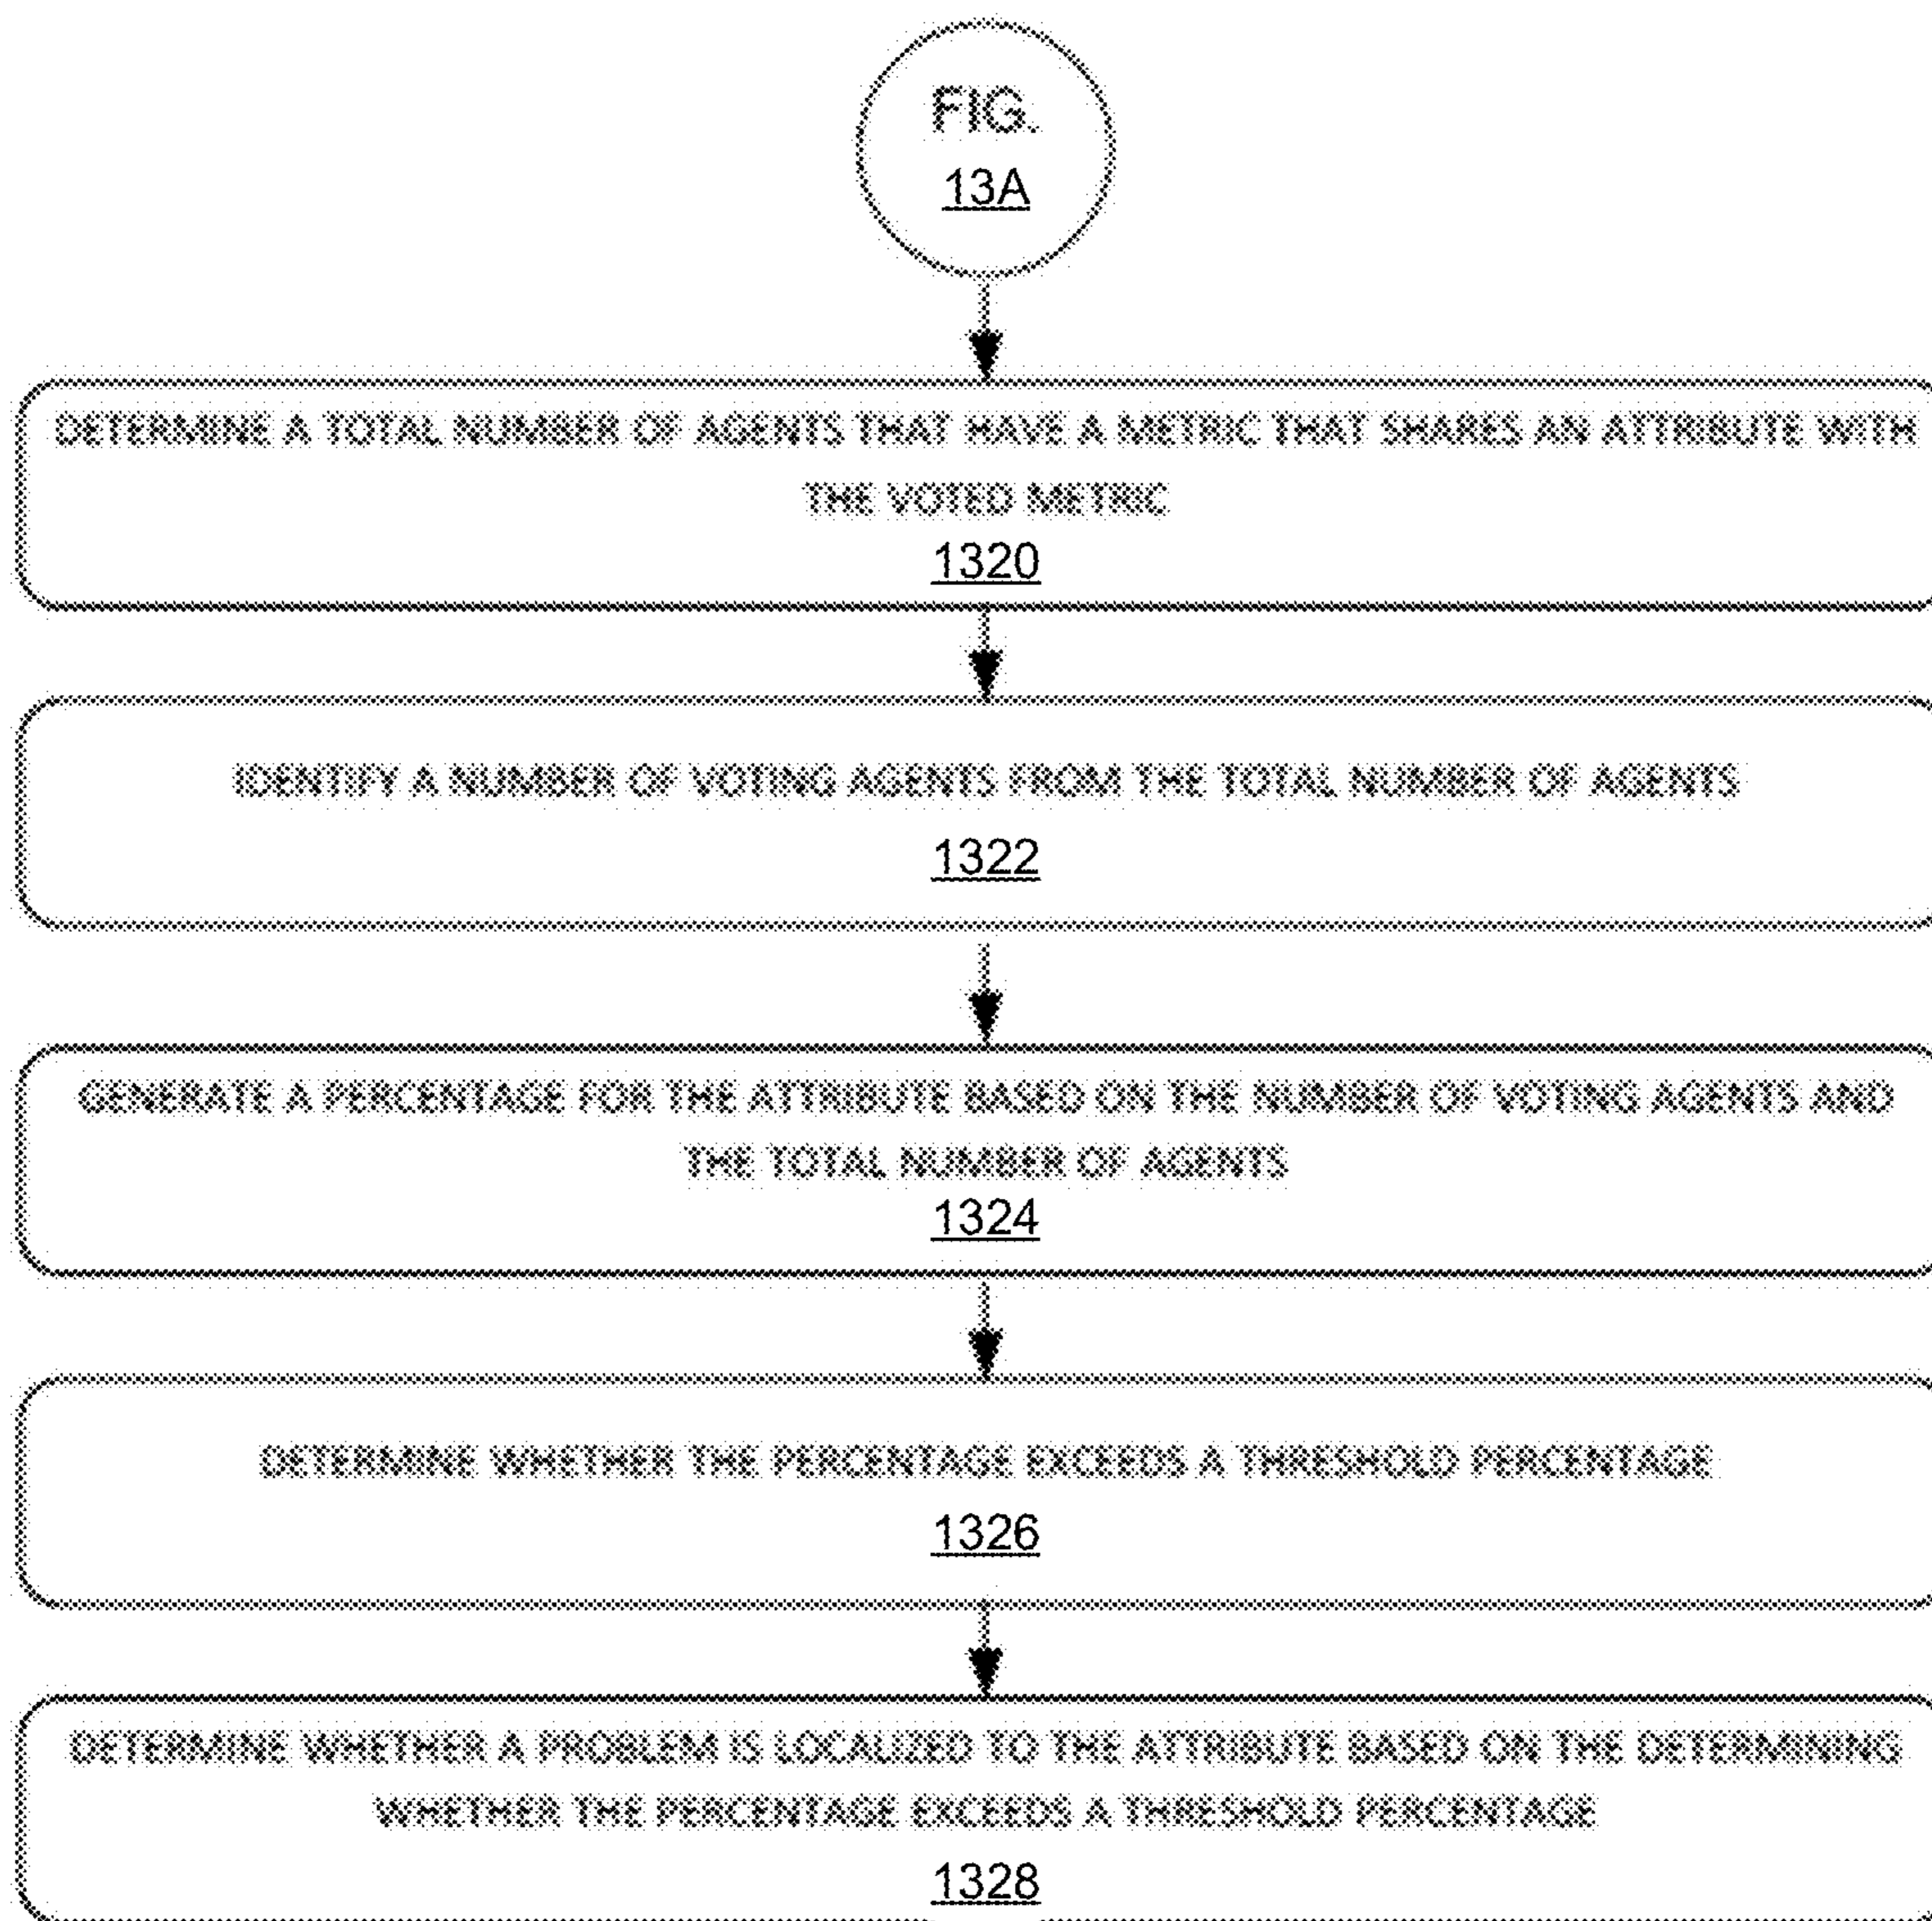 FIG.
13A
DETERMINE A TOTAL NUMBER OF AGENTS THAT HAVE A METRIC THAT SHARES AN ATTRIBUTE WITH
THE VOTED METRIC
1320
IDENTIFY A NUMBER OF VOTING AGENTS FROM THE TOTAL NUMBER OF AGENTS
1322
GENERATE A PERCENTAGE FOR THE ATTRIBUTE BASED ON THE NUMBER OF VOTING AGENTS AND
THE TOTAL NUMBER OF AGENTS
1324
DETERMINE WHETHER THE PERCENTAGE EXCEEDS A THRESHOLD PERCENTAGE
1326
DETERMINE WHETHER A PROBLEM IS LOCALIZED TO THE ATTRIBUTE BASED ON THE DETERMINING
WHETHER THE PERCENTAGE EXCEEDS A THRESHOLD PERCENTAGE
1328